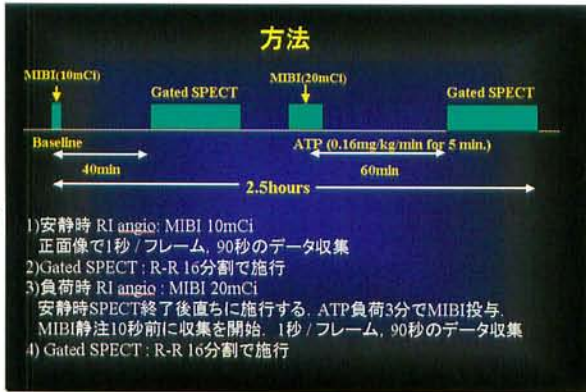 方法
MIBI(10mCi)
MIBI(20mCi)
Gated SPECT
Gated SPECT
Baseline
ATP (0.16mg/kg/min for 5 min.)
40min
60min
2.5hours
1)安静時 RI angio: MIBI 10mCi
正面像で1秒 / フレーム, 90秒のデータ収集
2)Gated SPECT : R-R 16分割で施行
3)負荷時 RI angio : MIBI 20mCi
安静時SPECT終了後直ちに施行する. ATP負荷3分でMIBI投与.
MIBI静注10秒前に収集を開始. 1秒 / フレーム, 90秒のデータ収集
4) Gated SPECT : R-R 16分割で施行